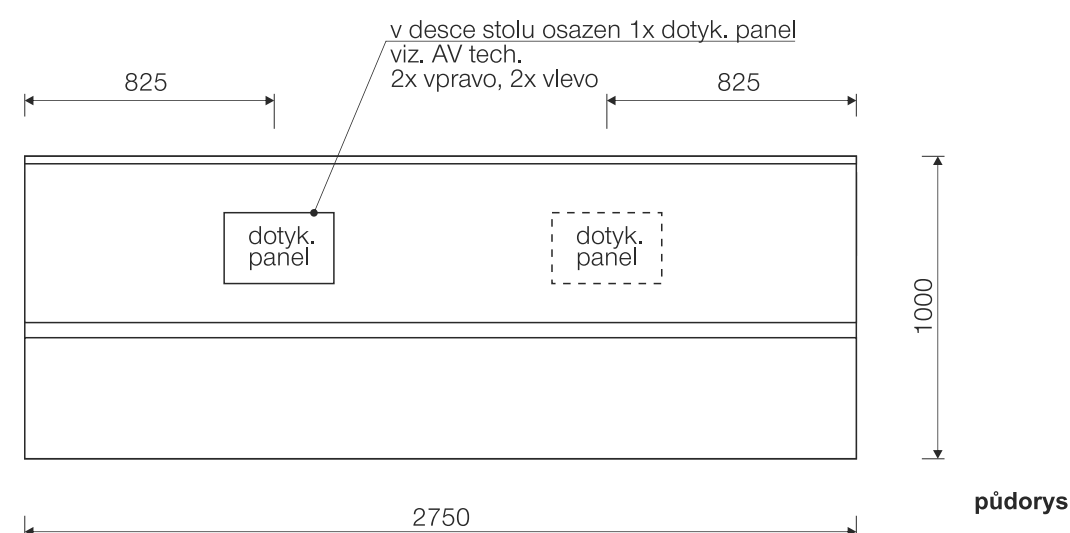 v desce stolu osazen 1x dotyk. panel
viz. AV tech.
2x vpravo, 2x vlevo
825
825
dotyk.
panel
dotyk.
panel
1000
půdorys
2750